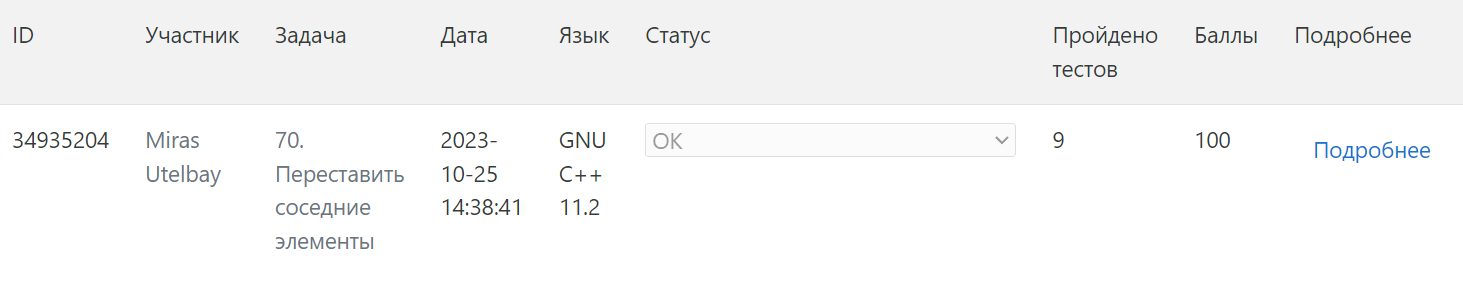 ID Участник Задача Дата Язык Статус Пройдено Баллы Подробнее
тестов
34935204 Miras 70. 2023- GNU OK 9 100 Подробнее
Utelbay Переставить 10-25 C++
соседние 14:38:41 11.2
элементы